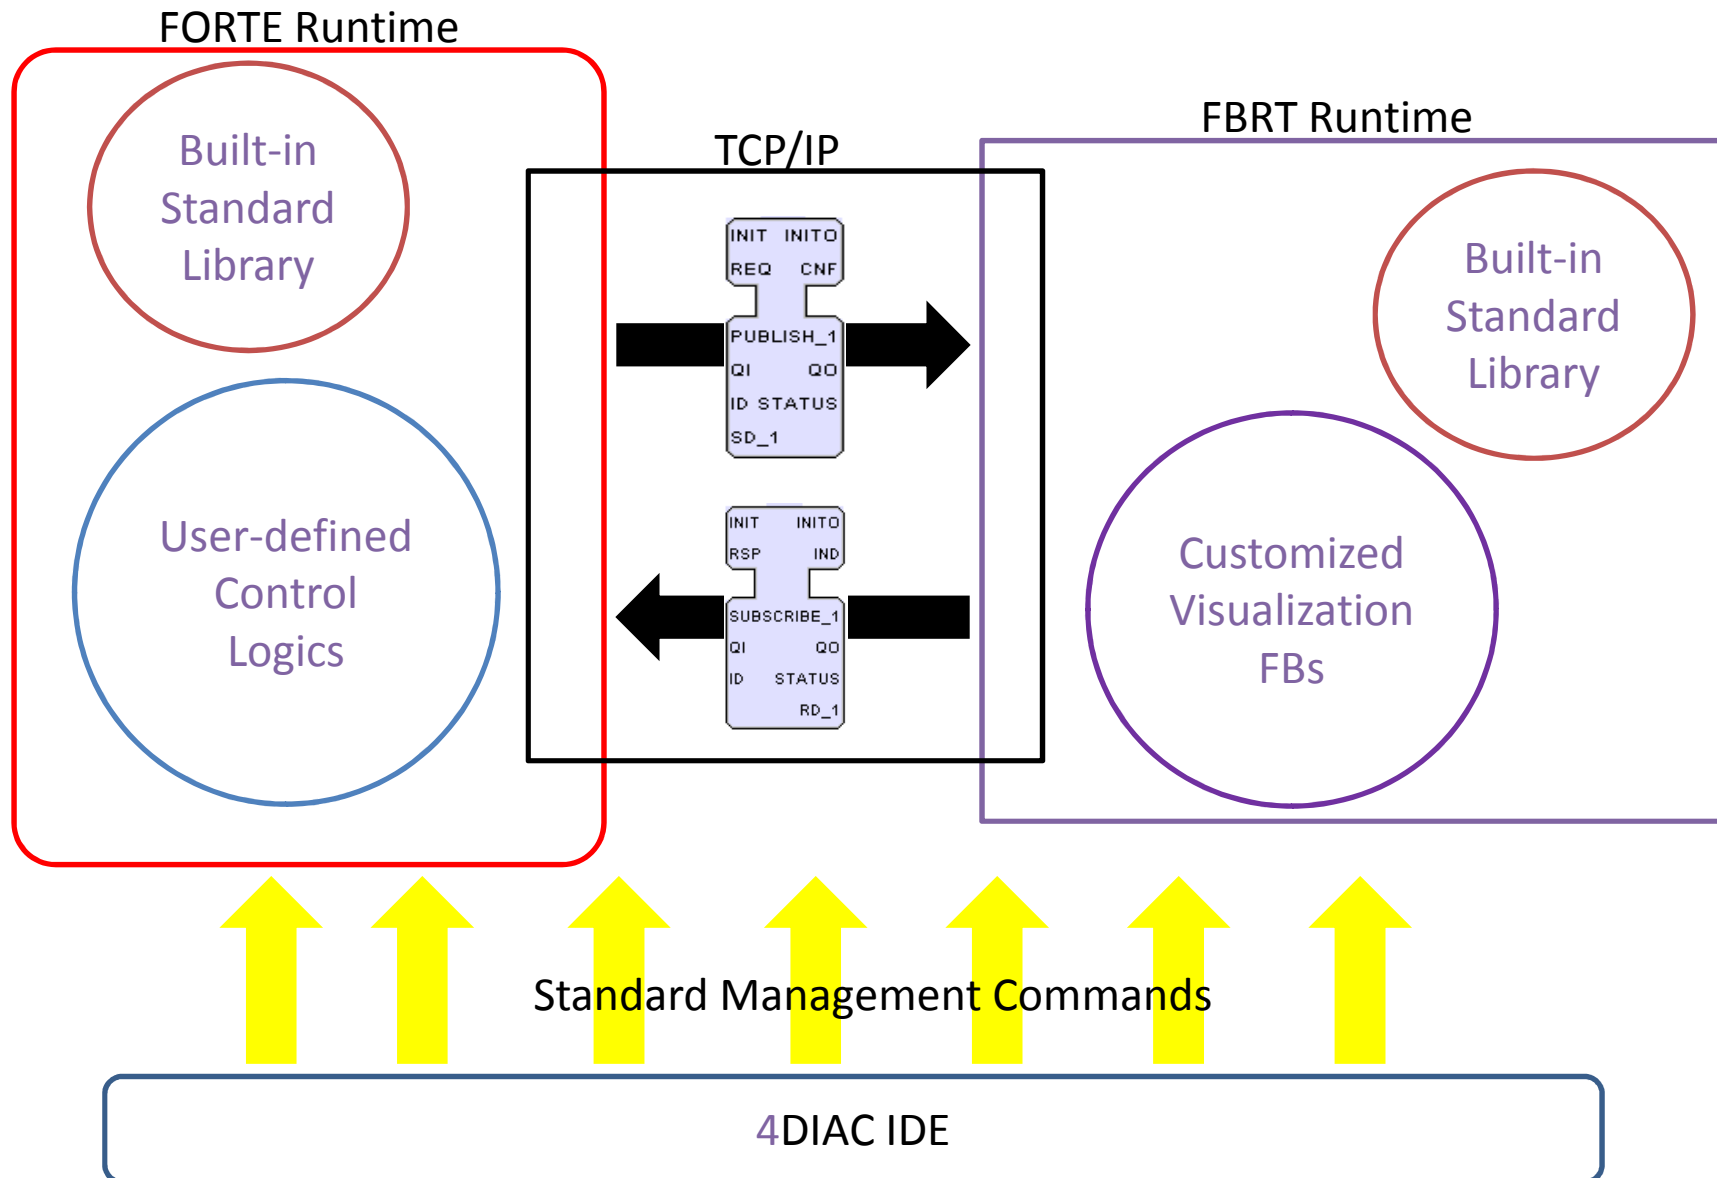 FORTE Runtime
Built-in
Standard
Library
User-defined
Control
Logics
TCP/IP
INIT INITO
REQ CNF
PUBLISH_1
QI QO
ID STATUS
SD_1
INIT INITO
RSP IND
SUBSCRIBE_1
QI QO
ID STATUS
RD_1
FBRT Runtime
Built-in
Standard
Library
Customized
Visualization
FBs
Standard Management Commands
4DIAC IDE